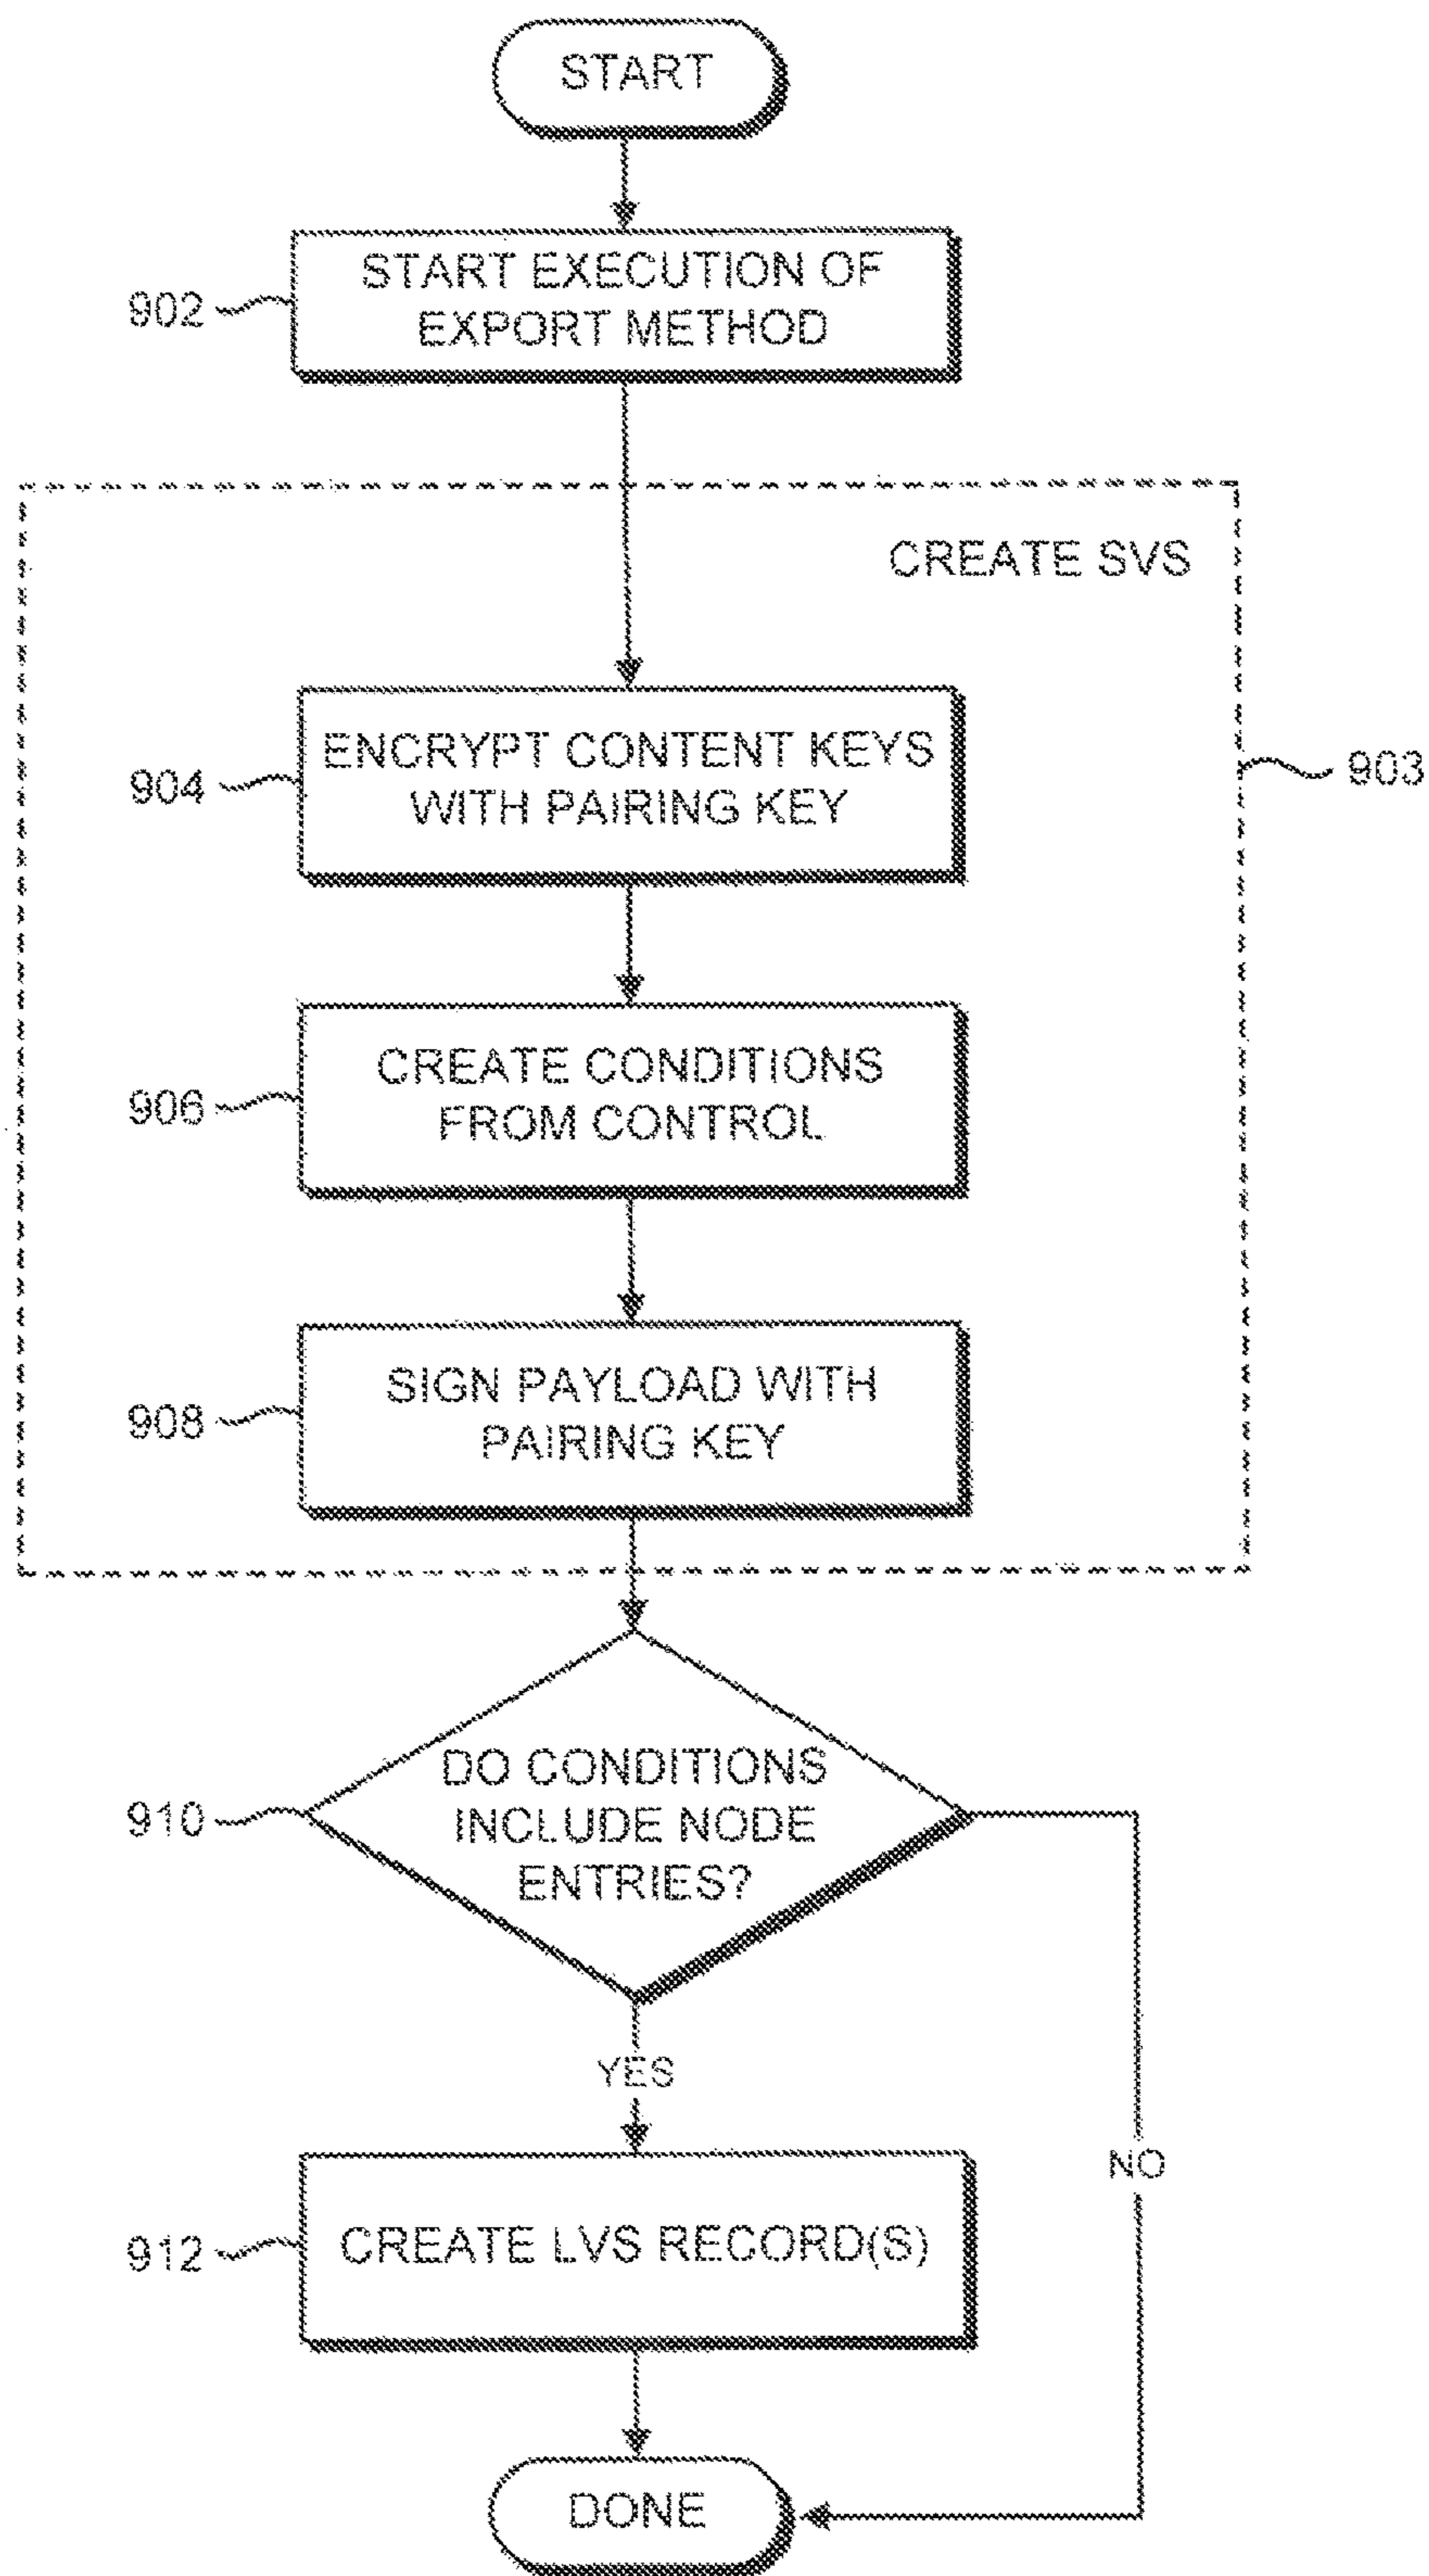 START
START EXECUTION OF
EXPORT METHOD
902
CREATE SVS
ENCRYPT CONTENT KEYS
WITH PAIRING KEY
904
903
CREATE CONDITIONS
FROM CONTROL
906
SIGN PAYLOAD WITH
PAIRING KEY
908
DO CONDITIONS
INCLUDE NODE
ENTRIES?
910
YES
NO
CREATE LVS RECORD(S)
912
DONE